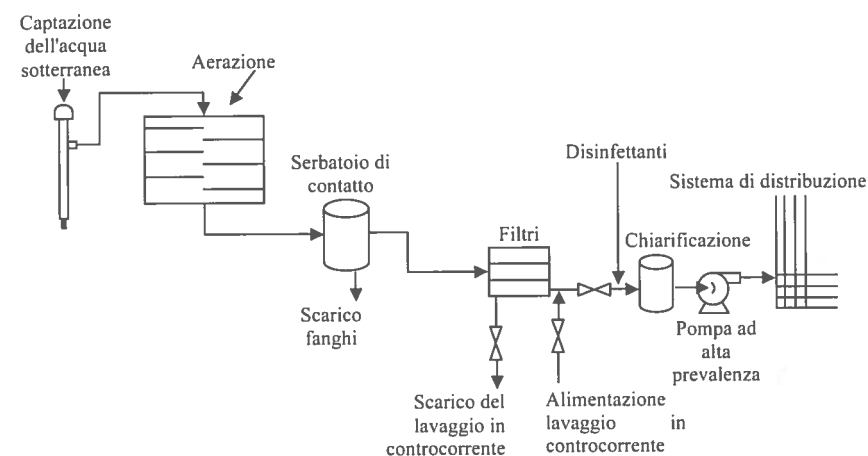 Captazione
dell'acqua
sotterranea
Aerazione
Serbatoio di
contatto
Scarico
fanghi
Filtri
Disinfettanti
Sistema di distribuzione
Chiarificazione
Pompa ad
alta
prevalenza
Scarico del
lavaggio in
controcorrente
Alimentazione
lavaggio in
controcorrente